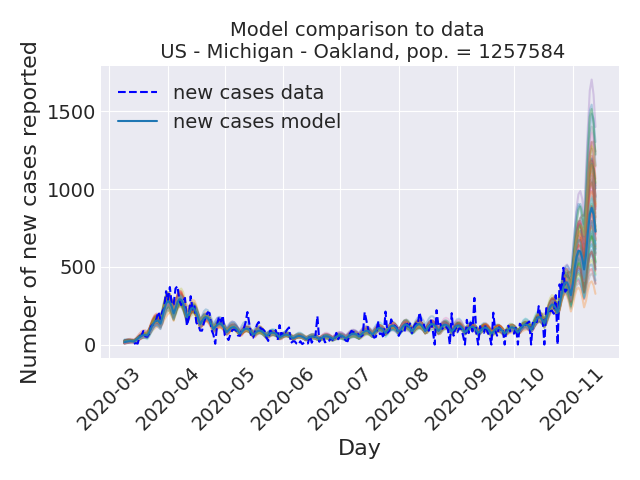 Model comparison to data
US - Michigan - Oakland, pop. = 1257584
Number of new cases reported
1500
1000
500
0
new cases data
new cases model
2020-03
2020-04
2020-05
2020-06
2020-07
2020-08
2020-09
2020-10
2020-11
Day